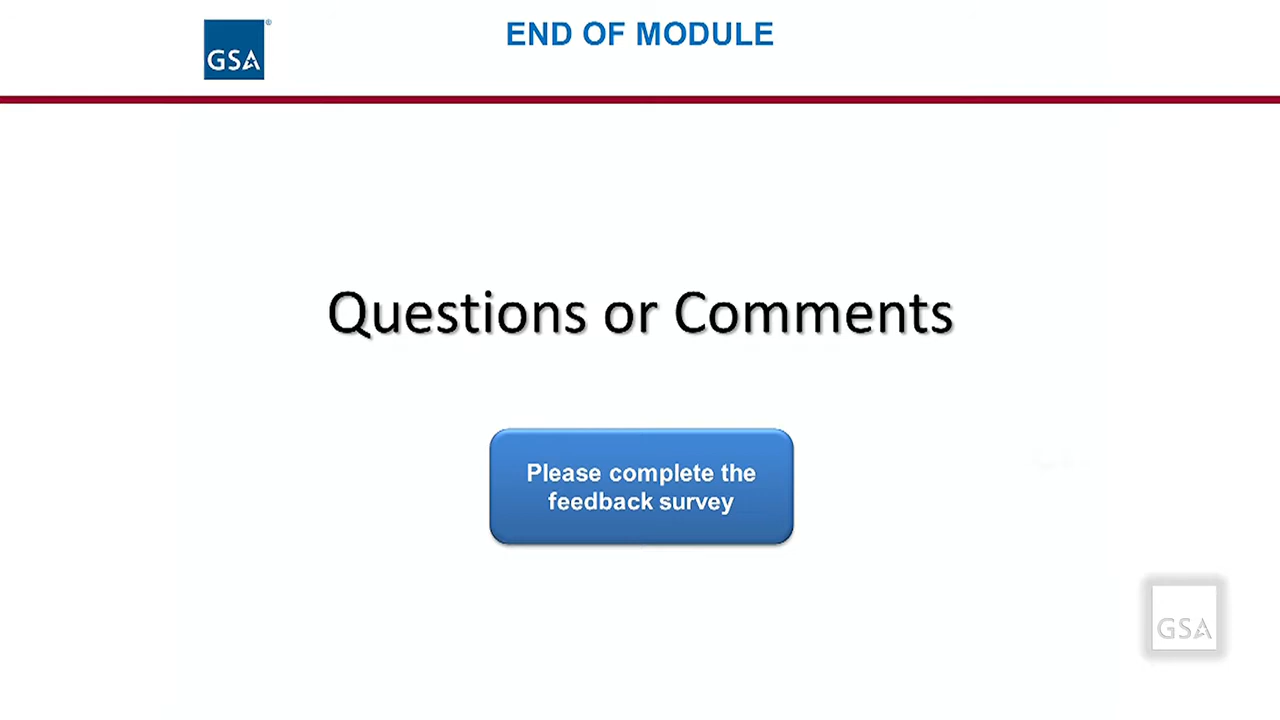 GSA®
END OF MODULE
Questions or Comments
Please complete the
feedback survey
GSA